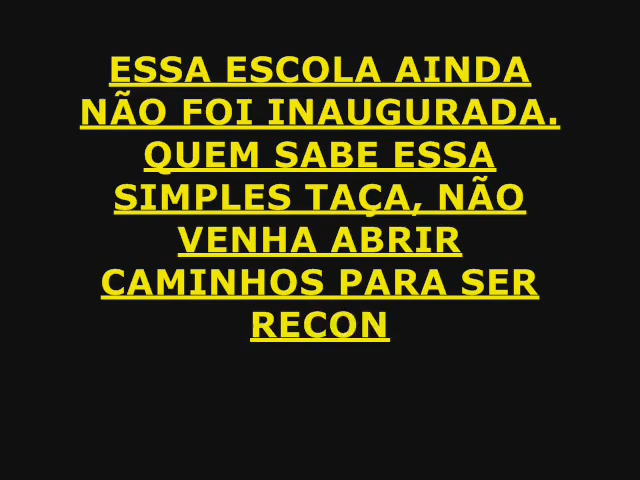 ESSA ESCOLA AINDA
NÃO FOI INAUGURADA.
QUEM SABE ESSA
SIMPLES TAÇA, NÃO
VENHA ABRIR
CAMINHOS PARA SER
RECON